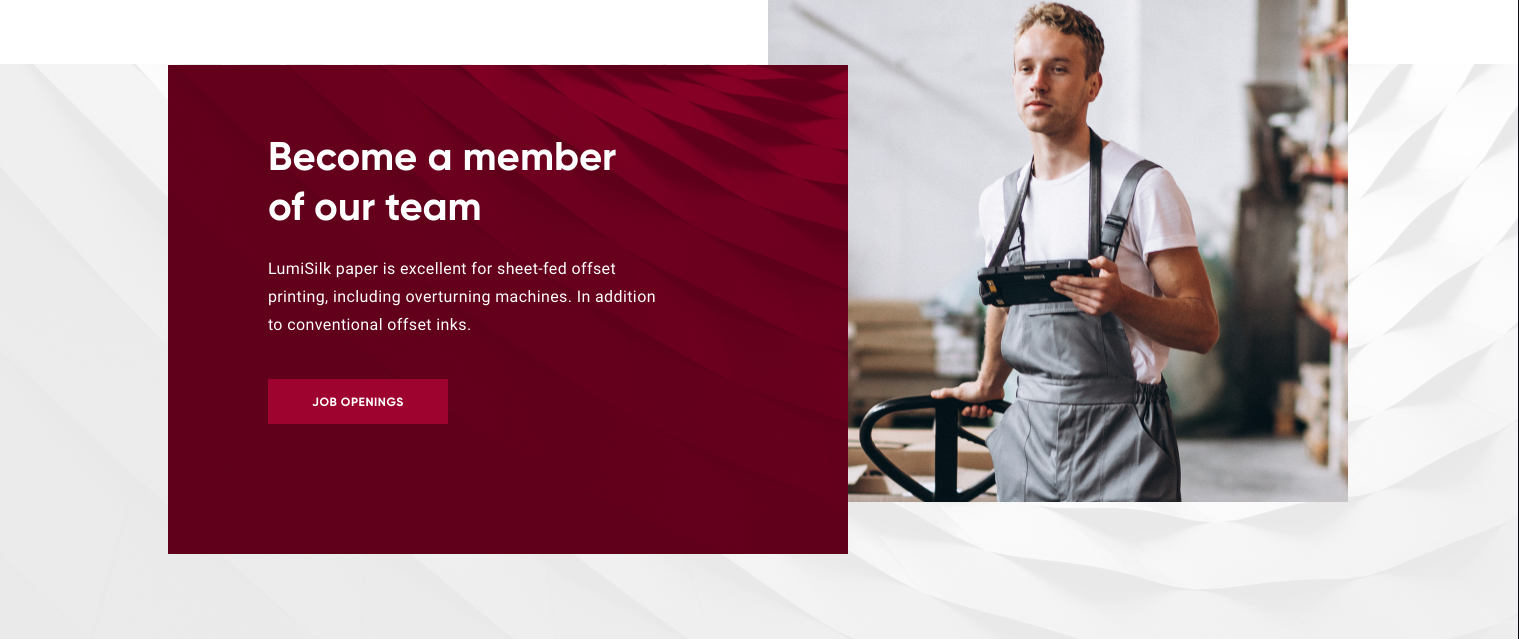 Become a member
of our team
LumiSilk paper is excellent for sheet-fed offset
printing, including overturning machines. In addition
to conventional offset inks.
JOB OPENINGS